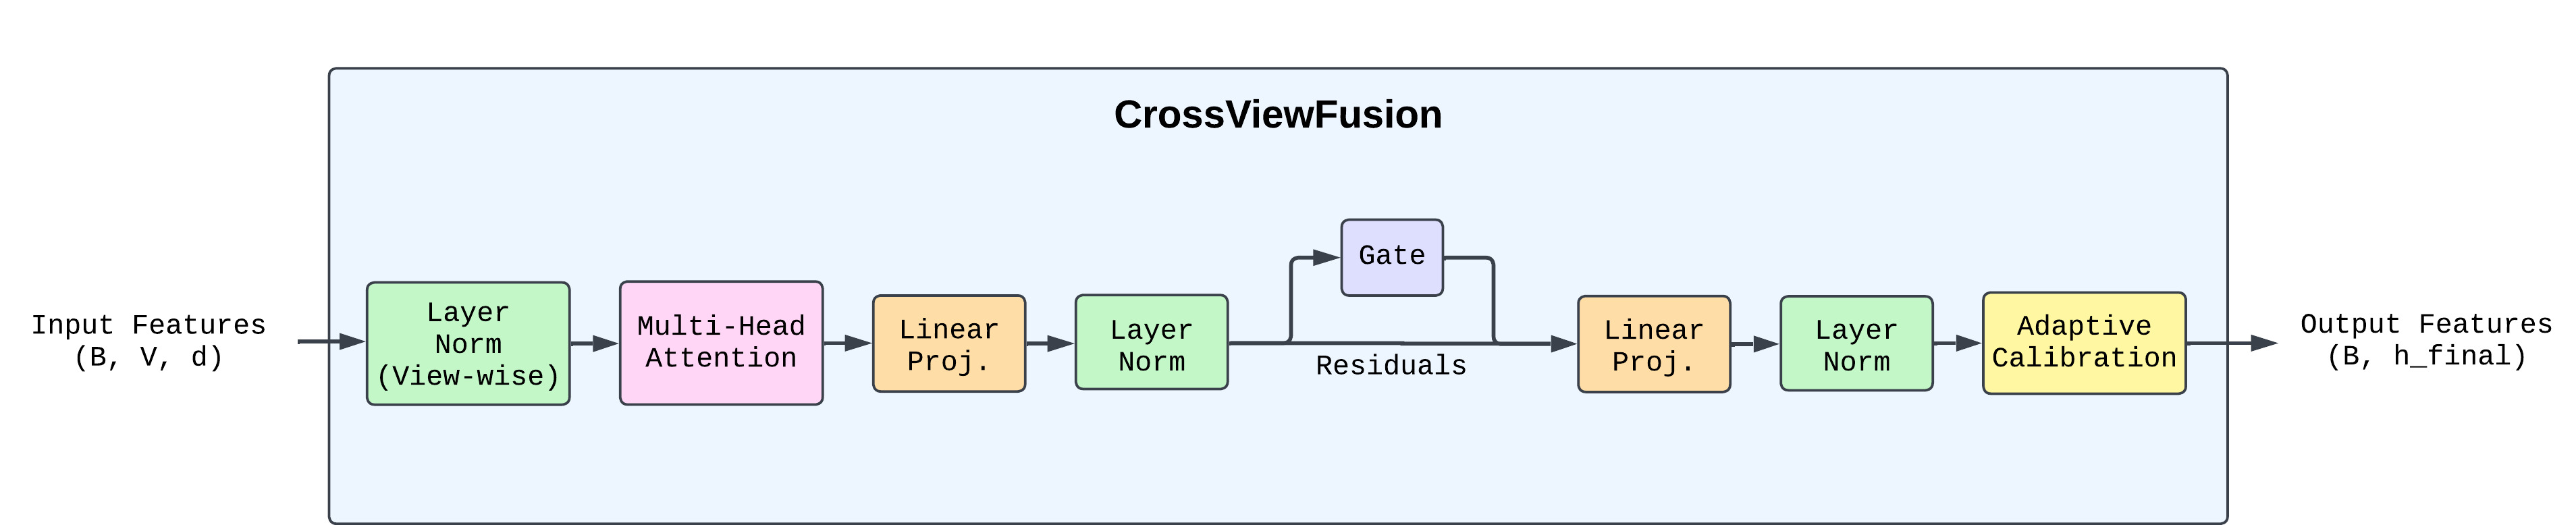 CrossViewFusion
Input Features
(B, V, d)
Layer
Norm
(View-wise)
Multi-Head
Attention
Linear
Proj.
Layer
Norm
Gate
Residuals
Linear
Proj.
Layer
Norm
Adaptive
Calibration
Output Features
(B, h_final)